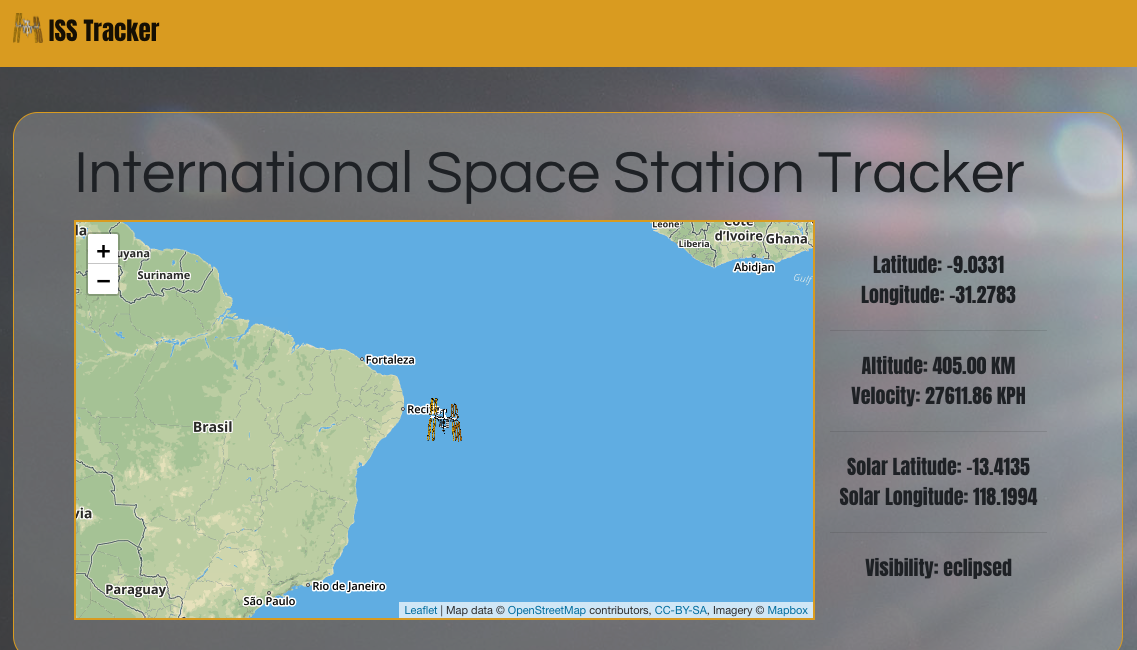 ISS Tracker
International Space Station Tracker
+
−
uyana
Suriname
Leone
Côte
d'Ivoire
Ghana
Liberia
Abidjan
Gulf
Fortaleza
Reci
Brasil
via
Paraguay
Rio de Janeiro
São Paulo
Leaflet | Map data © OpenStreetMap contributors, CC-BY-SA, Imagery © Mapbox
Latitude: -9.0331
Longitude: -31.2783
Altitude: 405.00 KM
Velocity: 27611.86 KPH
Solar Latitude: -13.4135
Solar Longitude: 118.1994
Visibility: eclipsed